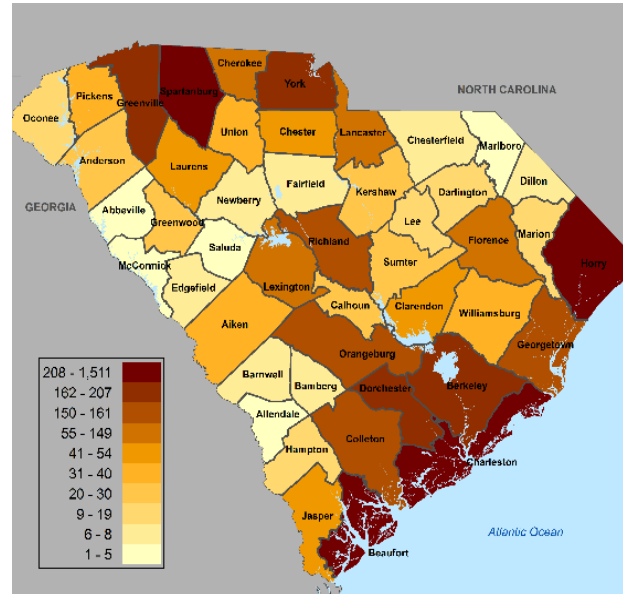 Cherokee
Spartanburg
York
Pickens
Greenville
NORTH CAROLINA
Oconee
Union
Chester
Lancaster
Chesterfield
Marlboro
Anderson
Laurens
Dillon
Fairfield
Kershaw
Darlington
GEORGIA
Abbeville
Newberry
Greenwood
Lee
Marion
Richland
Florence
Saluda
Horry
McCormick
Sumter
Edgefield
Lexington
Calhoun
Clarendon
Williamsburg
Aiken
Georgetown
Orangeburg
Barnwall
Bamberg
Dorchester
Berkeley
Allendale
Colleton
Hampton
Charleston
Jasper
Atlantic Ocean
Beaufort
208 - 1,511
162 - 207
150 - 161
55 - 149
41 - 54
31 - 40
20 - 30
9 - 19
6 - 8
1 - 5